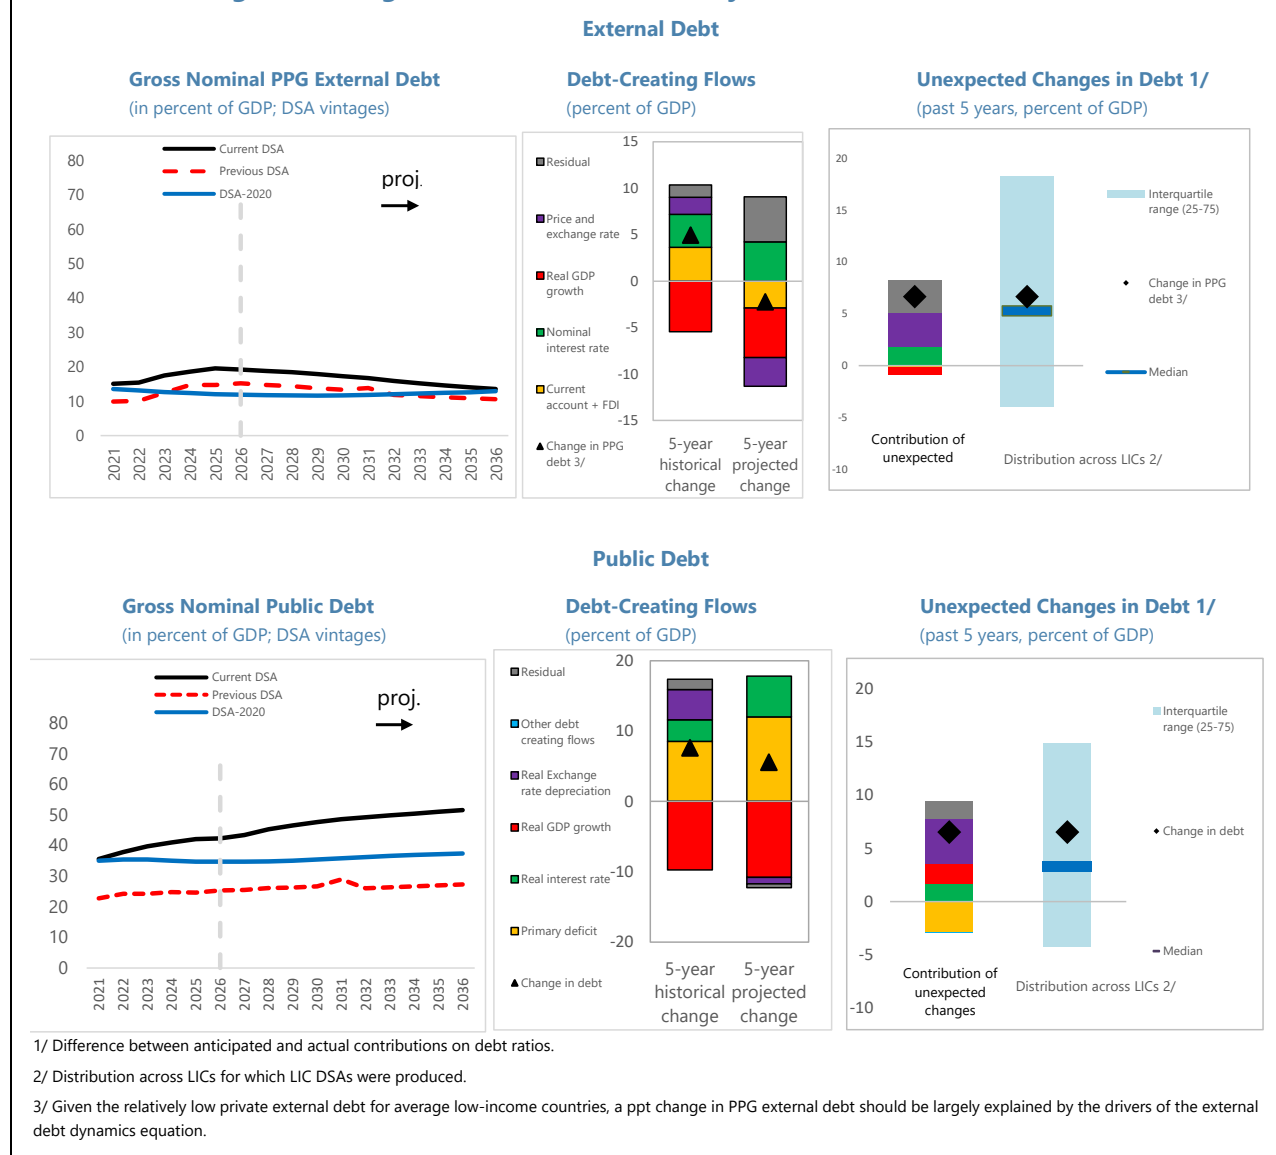 External Debt
Gross Nominal PPG External Debt
(in percent of GDP; DSA vintages)
Current DSA
Previous DSA
DSA-2020
proj.
80
70
60
50
40
30
20
10
0
2021
2022
2023
2024
2025
2026
2027
2028
2029
2030
2031
2032
2033
2034
2035
2036
Debt-Creating Flows
(percent of GDP)
Residual
Price and
exchange rate
Real GDP
growth
Nominal
interest rate
Current
account + FDI
Change in PPG
debt 3/
15
10
5
0
-5
-10
-15
5-year
historical
change
5-year
projected
change
Unexpected Changes in Debt 1/
(past 5 years, percent of GDP)
20
15
10
5
0
-5
-10
Interquartile
range (25-75)
Change in PPG
debt 3/
Median
Contribution of
unexpected
Distribution across LICs 2/
Public Debt
Gross Nominal Public Debt
(in percent of GDP; DSA vintages)
Current DSA
Previous DSA
DSA-2020
proj.
80
70
60
50
40
30
20
10
0
2021
2022
2023
2024
2025
2026
2027
2028
2029
2030
2031
2032
2033
2034
2035
2036
Debt-Creating Flows
(percent of GDP)
Residual
Other debt
creating flows
Real Exchange
rate depreciation
Real GDP growth
Real interest rate
Primary deficit
Change in debt
20
10
0
-10
-20
5-year
historical
change
5-year
projected
change
Unexpected Changes in Debt 1/
(past 5 years, percent of GDP)
20
15
10
5
0
-5
-10
Interquartile
range (25-75)
Change in debt
Median
Contribution of
unexpected
changes
Distribution across LICs 2/
1/ Difference between anticipated and actual contributions on debt ratios.
2/ Distribution across LICs for which LIC DSAs were produced.
3/ Given the relatively low private external debt for average low-income countries, a ppt change in PPG external debt should be largely explained by the drivers of the external
debt dynamics equation.